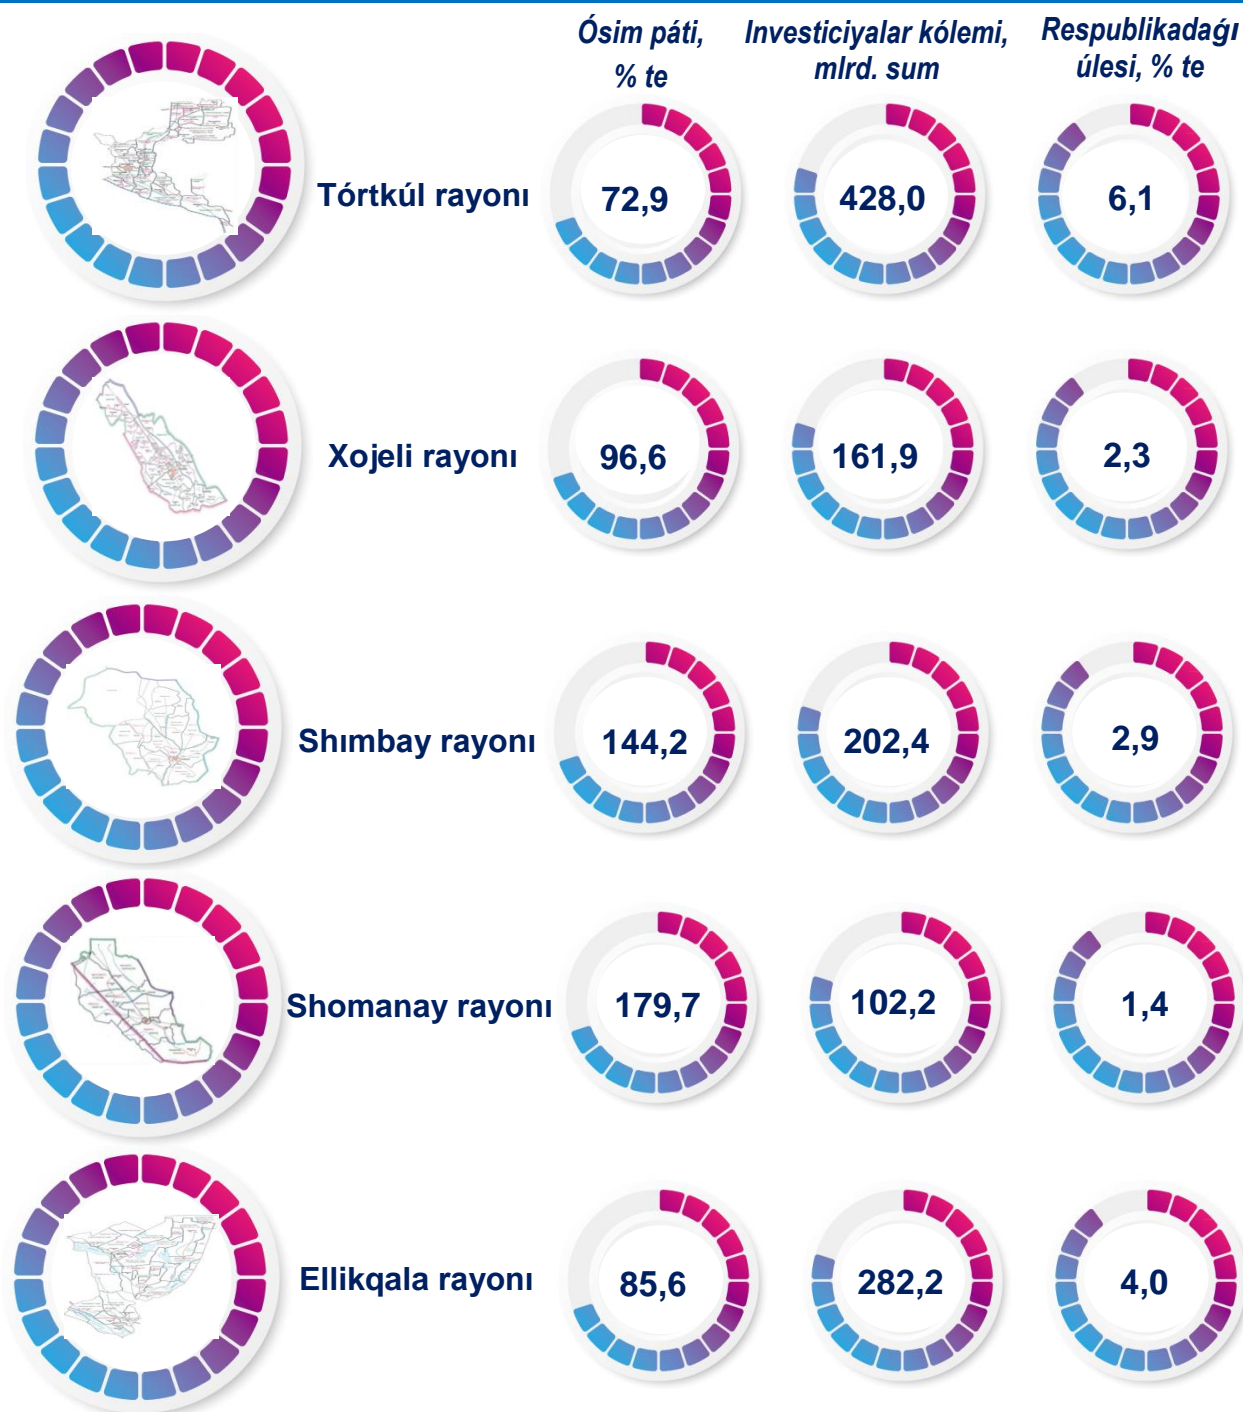 Ósim páti,
% te
Investiciyalar kólemi,
mlrd. sum
Respublikadaǵı
úlesi, % te
Tórtkúl rayonı
72,9
428,0
6,1
Xojeli rayonı
96,6
161,9
2,3
Shımbay rayonı
144,2
202,4
2,9
Shomanay rayonı
179,7
102,2
1,4
Ellikqala rayonı
85,6
282,2
4,0